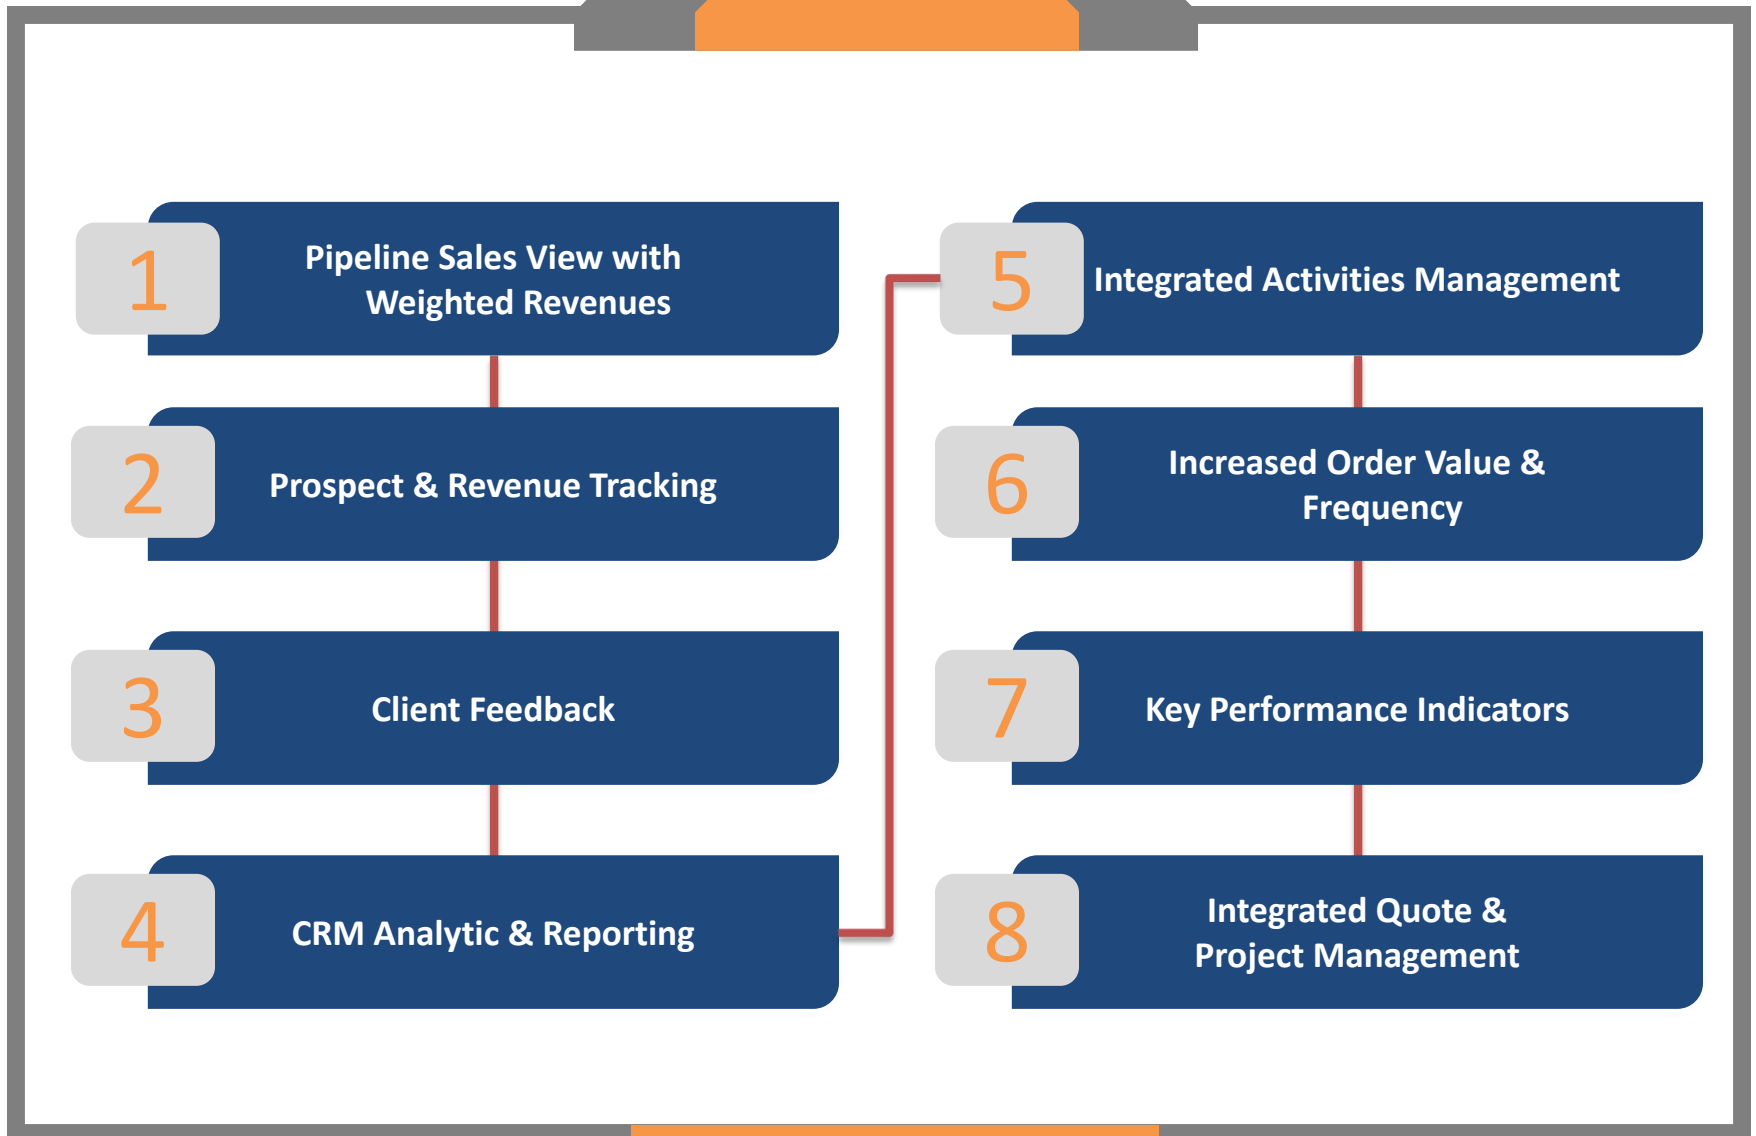 1
Pipeline Sales View with
Weighted Revenues
2
Prospect & Revenue Tracking
3
Client Feedback
4
CRM Analytic & Reporting
5
Integrated Activities Management
6
Increased Order Value &
Frequency
7
Key Performance Indicators
8
Integrated Quote &
Project Management